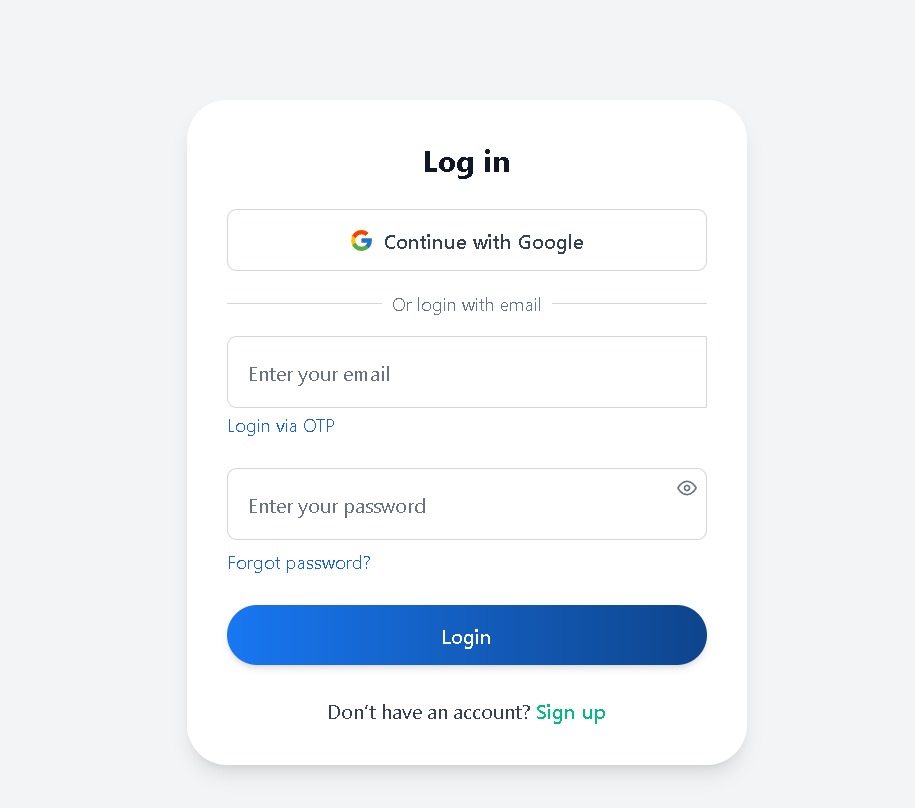 Log in
Continue with Google
Or login with email
Enter your email
Login via OTP
Enter your password
Forgot password?
Login
Don’t have an account? Sign up